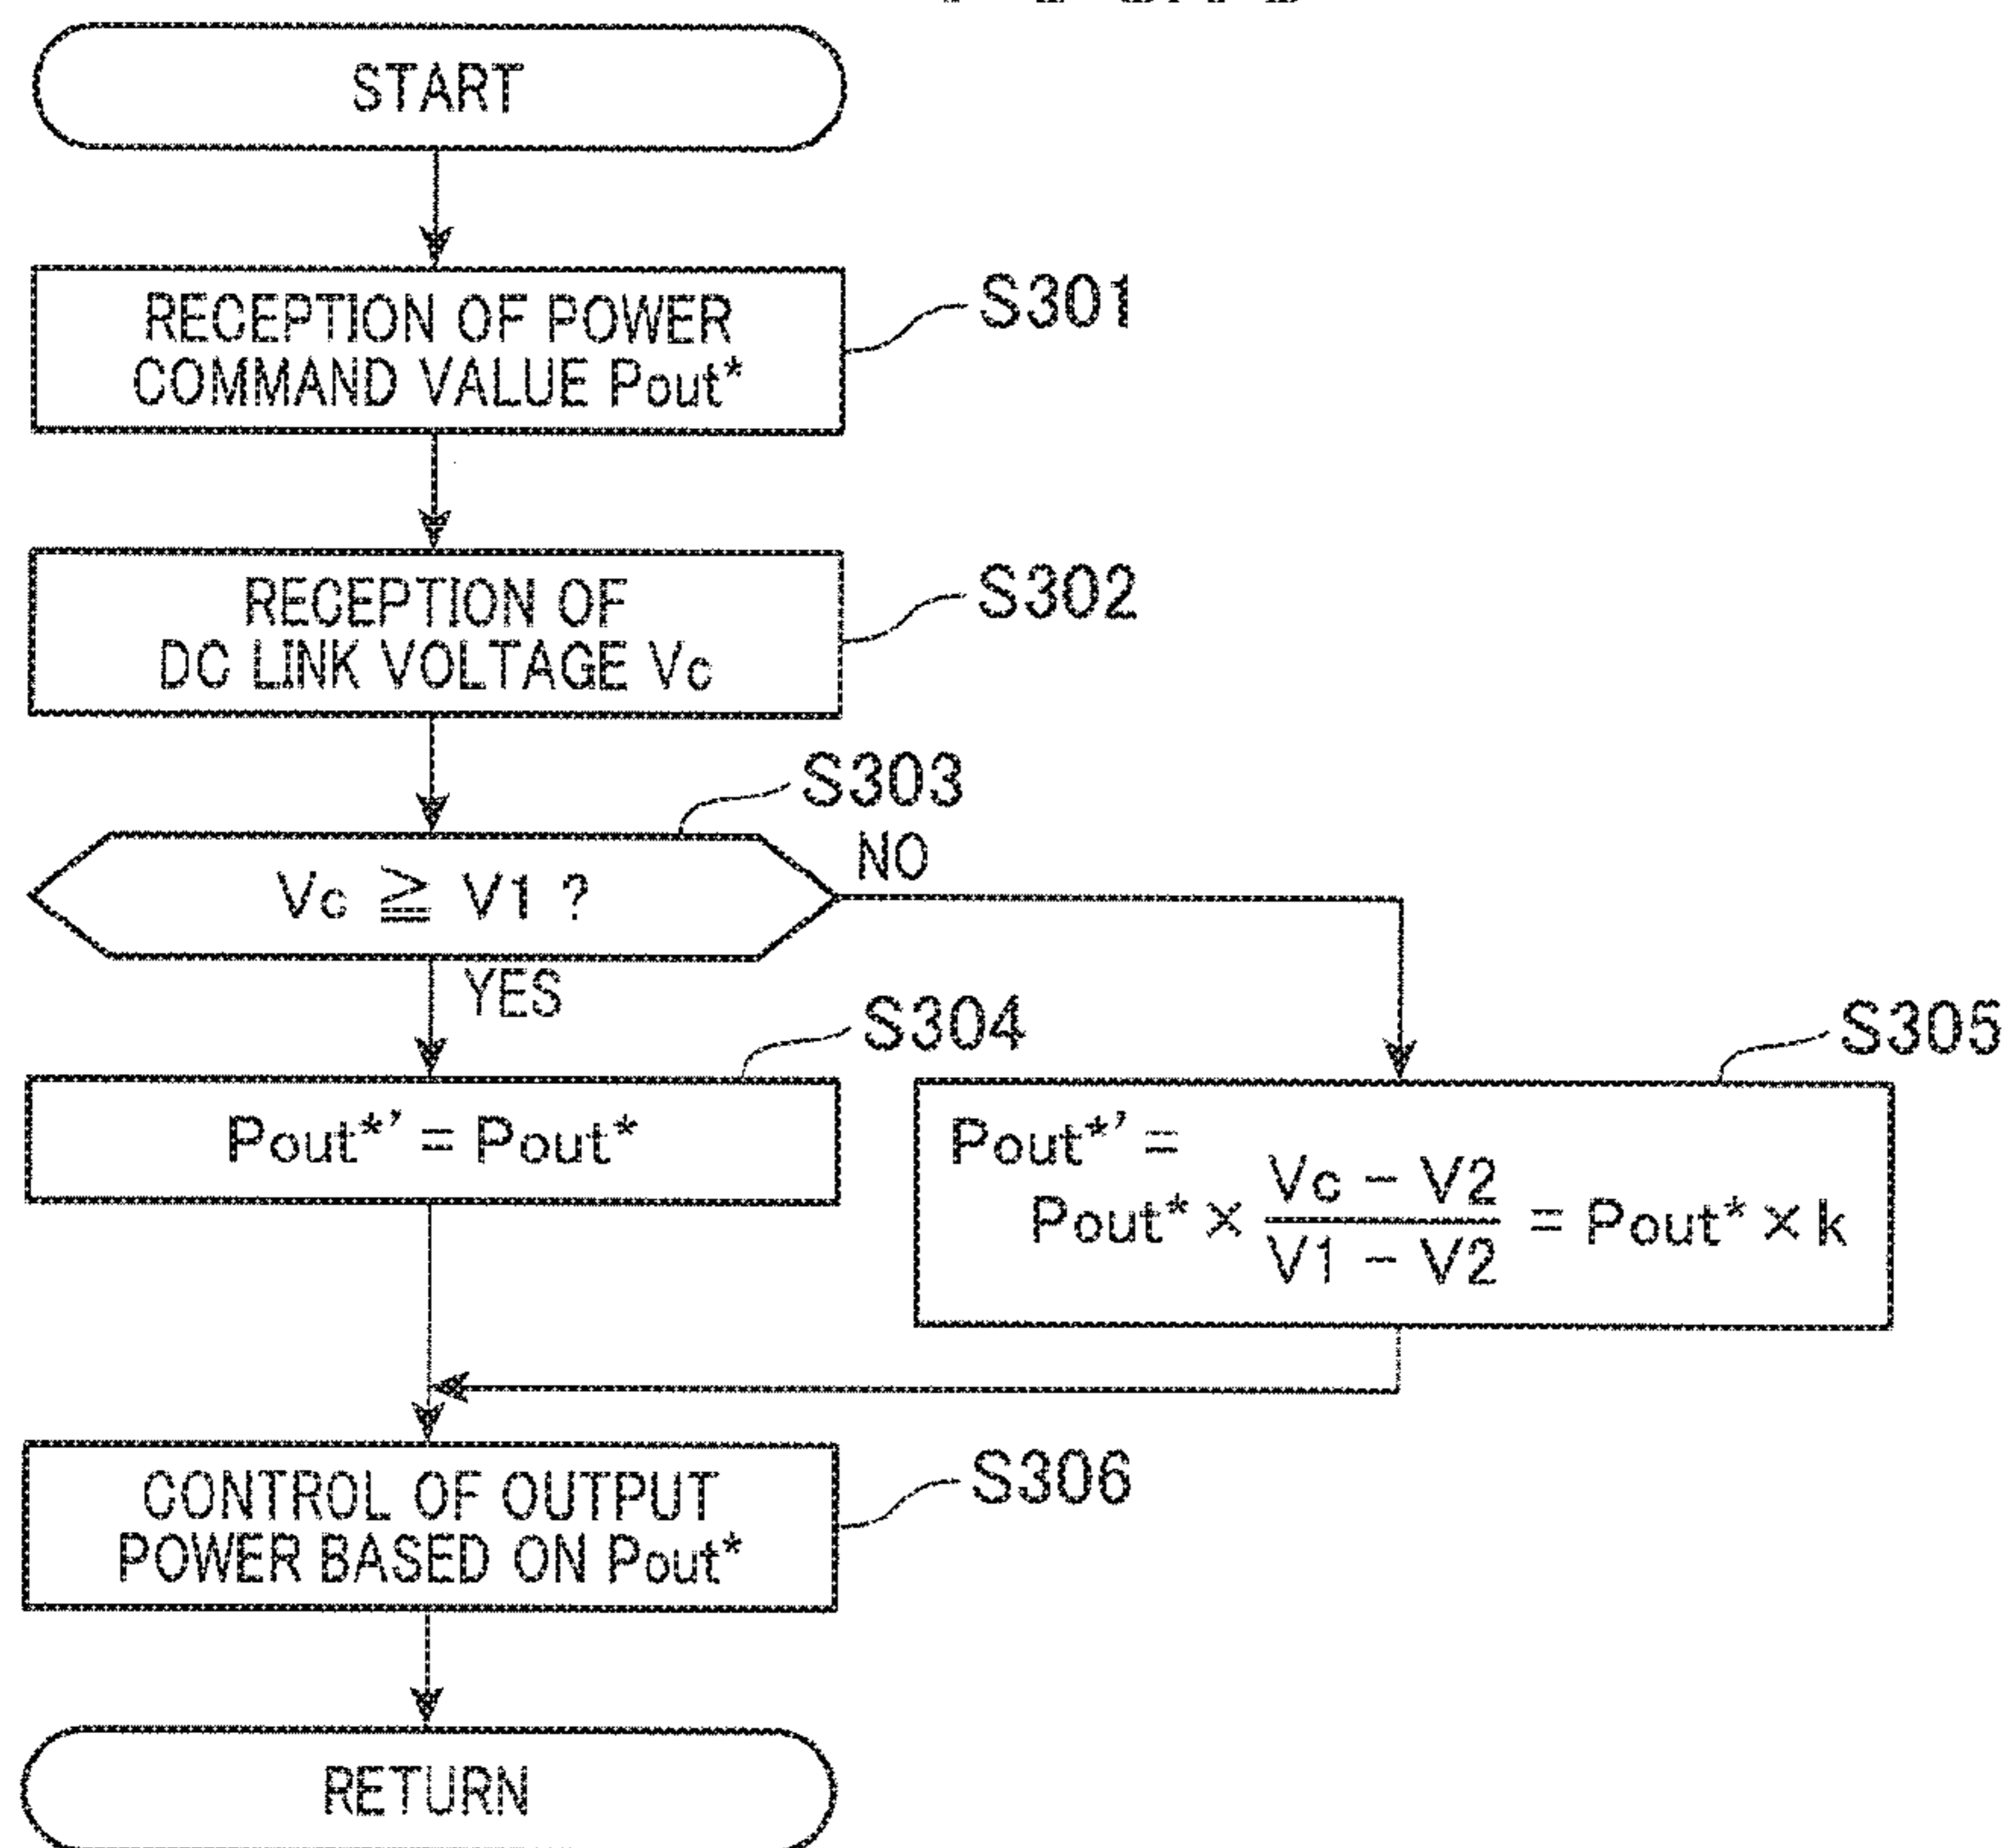 START
RECEPTION OF POWER
COMMAND VALUE Pout*
S301
RECEPTION OF
DC LINK VOLTAGE Vc
S302
S303
Vc ≧ V1 ?
NO
YES
S304
Pout*' = Pout*
S305
Pout*' =
Pout* × Vc - V2 / V1 - V2 = Pout* × k
CONTROL OF OUTPUT
POWER BASED ON Pout*
S306
RETURN